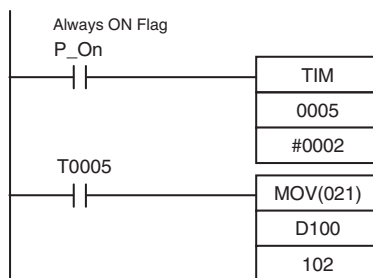 Always ON Flag
P_On
TIM
0005
#0002
T0005
MOV(021)
D100
102